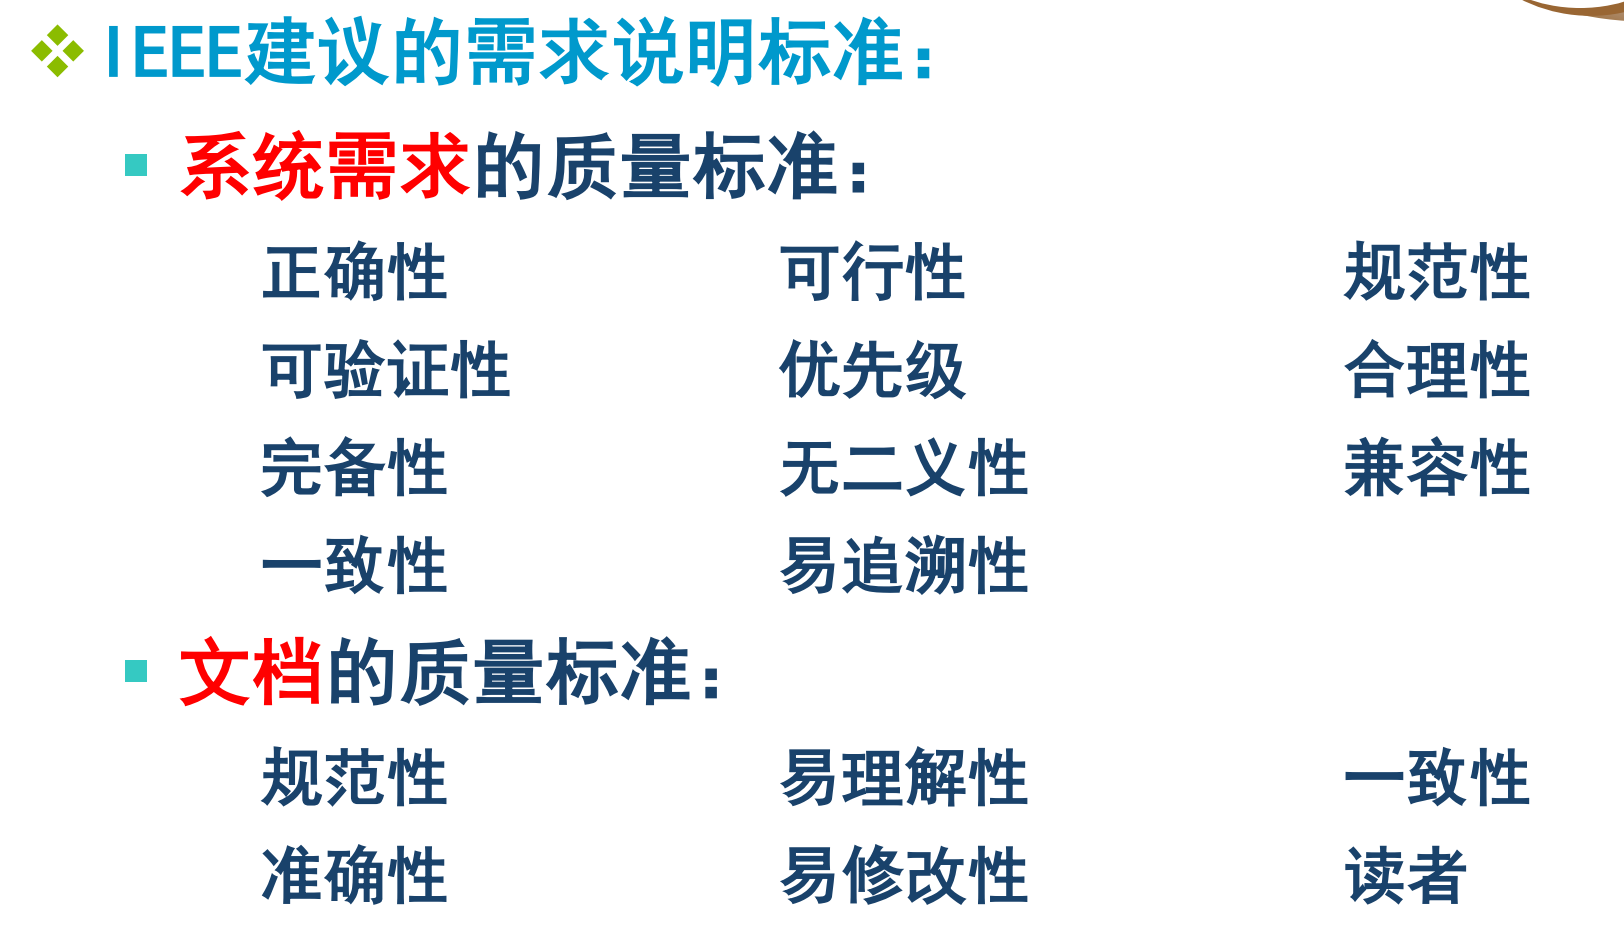 IEEE建议的需求说明标准：
系统需求的质量标准：
正确性 可行性 规范性
可验证性 优先级 合理性
完备性 无二义性 兼容性
一致性 易追溯性
文档的质量标准：
规范性 易理解性 一致性
准确性 易修改性 读者